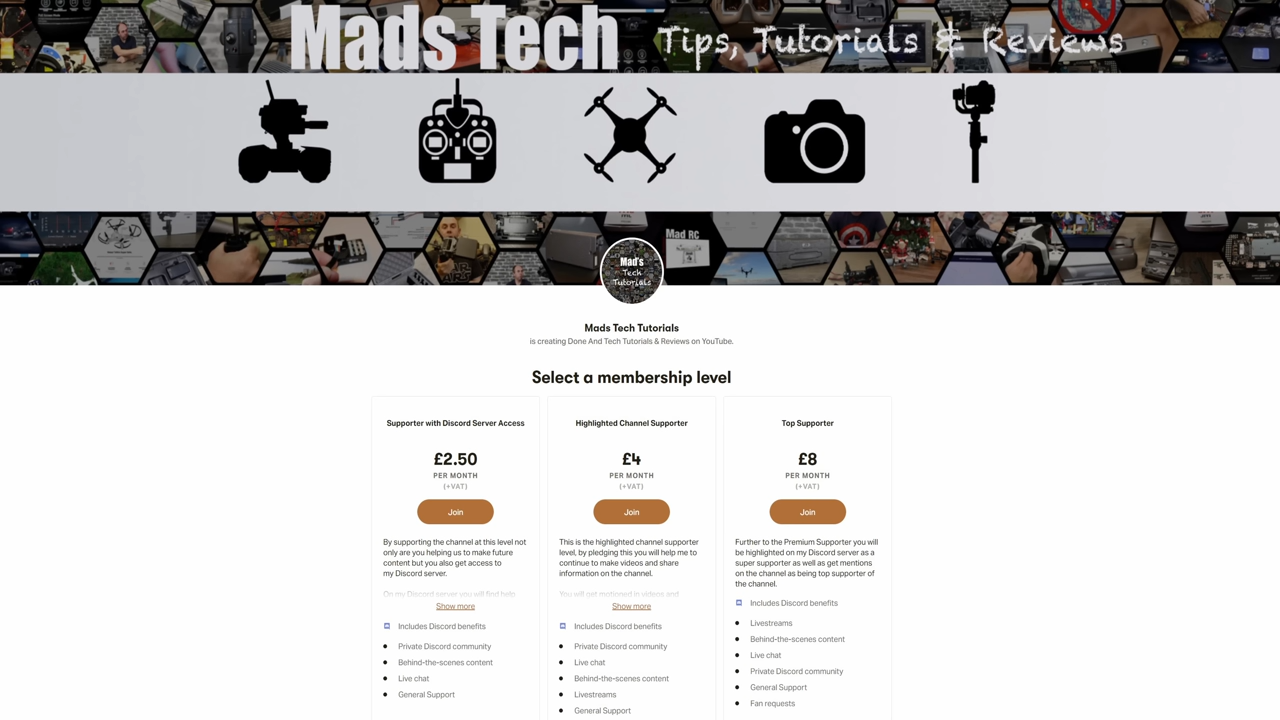 Mads Tech
Tips, Tutorials & Reviews
Mad RC
Mad's
Tech
Tutorials
Mads Tech Tutorials
is creating Done And Tech Tutorials & Reviews on YouTube.
Select a membership level
Supporter with Discord Server Access
£2.50
PER MONTH
(+VAT)
Join
By supporting the channel at this level not
only are you helping us to make future
content but you also get access to
my Discord server.
On my Discord server you will find help
Show more
Includes Discord benefits
Private Discord community
Behind-the-scenes content
Live chat
General Support
Highlighted Channel Supporter
£4
PER MONTH
(+VAT)
Join
This is the highlighted channel supporter
level, by pledging this you will help me to
continue to make videos and share
information on the channel.
You will get motioned in videos and
Show more
Includes Discord benefits
Private Discord community
Live chat
Behind-the-scenes content
Livestreams
General Support
Top Supporter
£8
PER MONTH
(+VAT)
Join
Further to the Premium Supporter you will
be highlighted on my Discord server as a
super supporter as well as get mentions
on the channel as being top supporter of
the channel.
Includes Discord benefits
Livestreams
Behind-the-scenes content
Live chat
Private Discord community
General Support
Fan requests